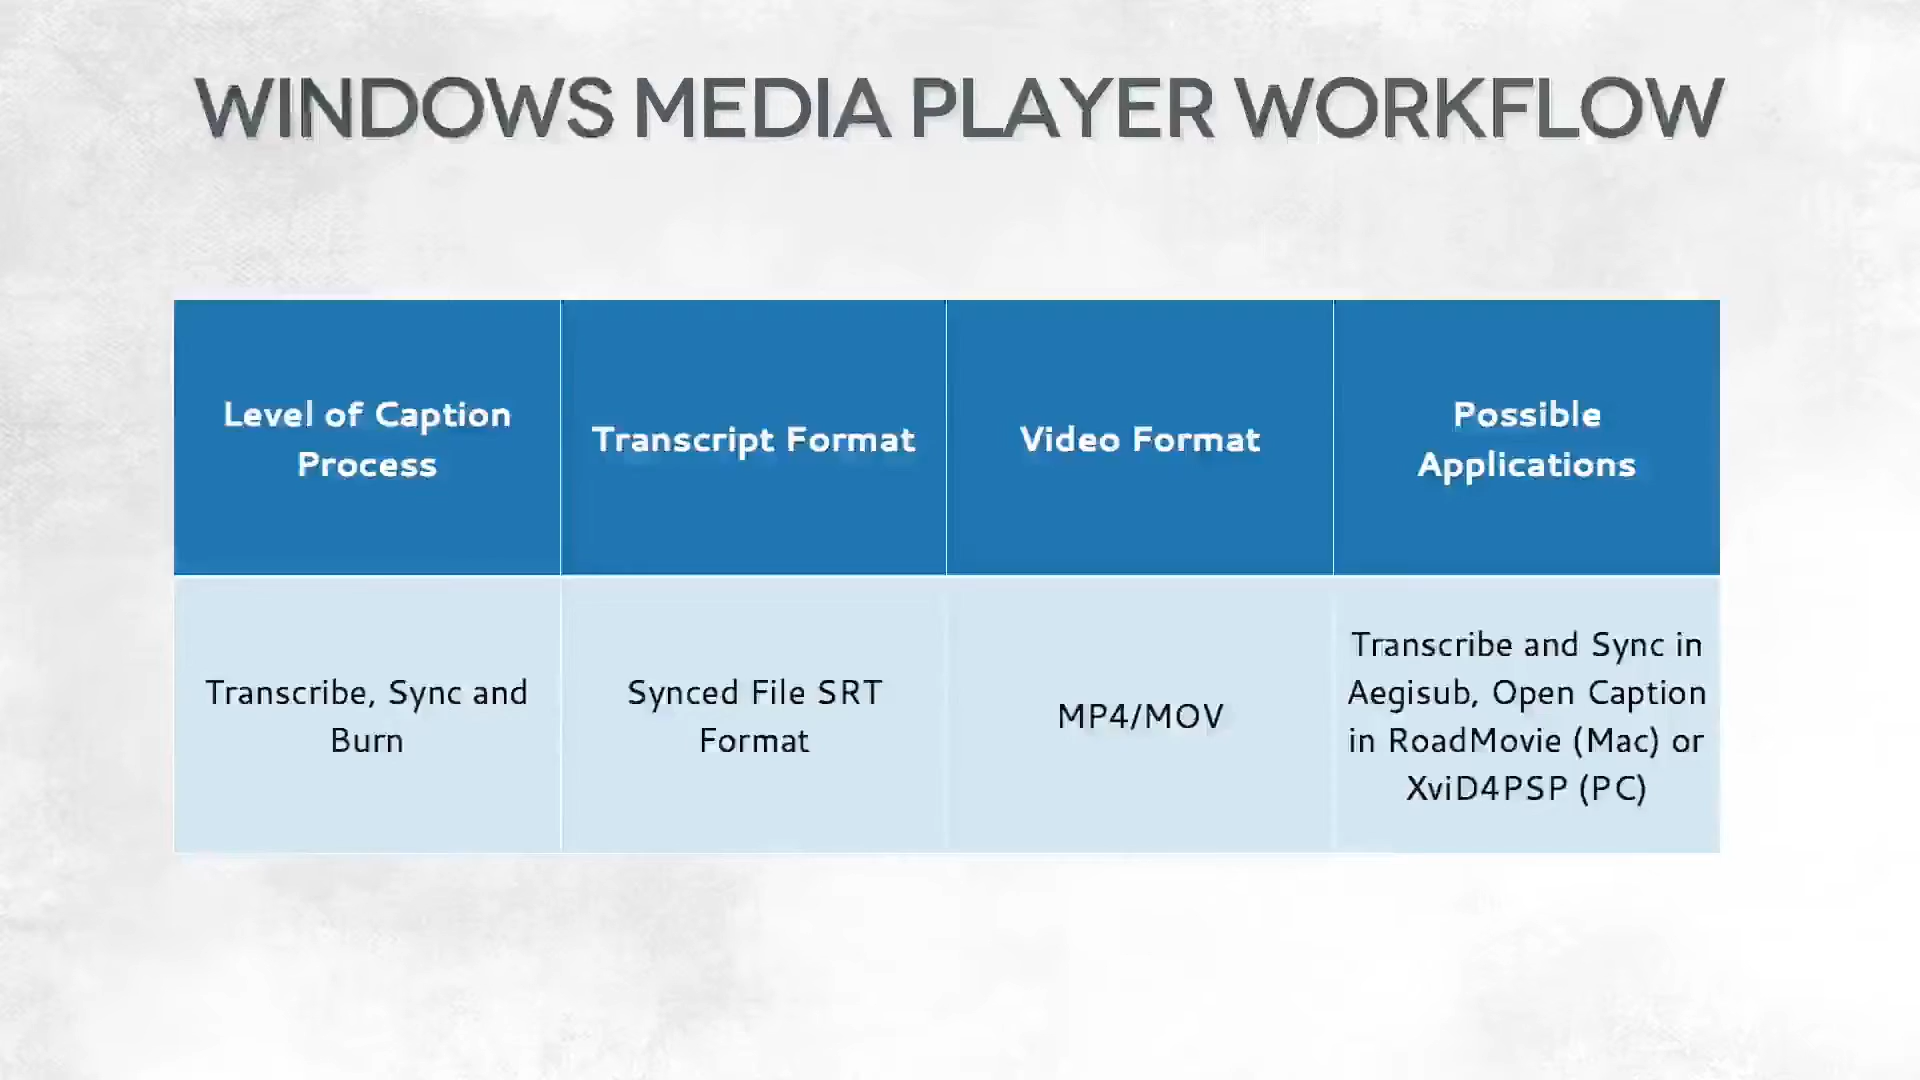 WINDOWS MEDIA PLAYER WORKFLOW
Level of Caption
Process
Transcript Format
Video Format
Possible
Applications
Transcribe, Sync and
Burn
Synced File SRT
Format
MP4/MOV
Transcribe and Sync in
Aegisub, Open Caption
in RoadMovie (Mac) or
XviD4PSP (PC)